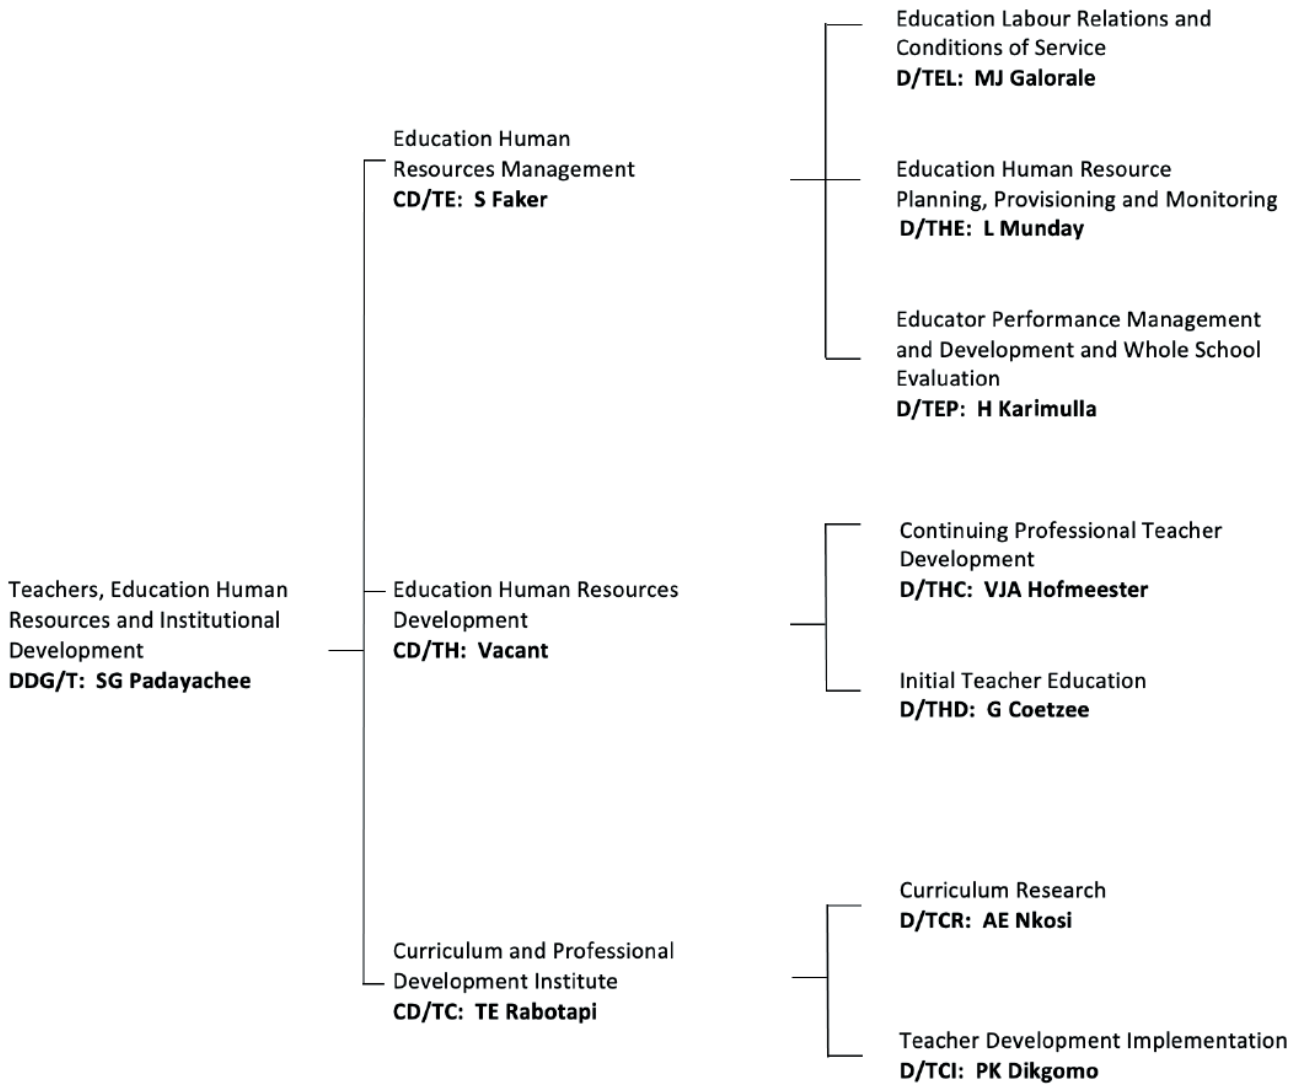 Teachers, Education Human
Resources and Institutional
Development
DDG/T: SG Padayachee
Education Human
Resources Management
CD/TE: S Faker
Education Labour Relations and
Conditions of Service
D/TEL: MJ Galorale
Education Human Resource
Planning, Provisioning and Monitoring
D/THE: L Munday
Educator Performance Management
and Development and Whole School
Evaluation
D/TEP: H Karimulla
Education Human Resources
Development
CD/TH: Vacant
Continuing Professional Teacher
Development
D/THC: VJA Hofmeester
Initial Teacher Education
D/THD: G Coetzee
Curriculum and Professional
Development Institute
CD/TC: TE Rabotapi
Curriculum Research
D/TCR: AE Nkosi
Teacher Development Implementation
D/TCI: PK Dikgomo